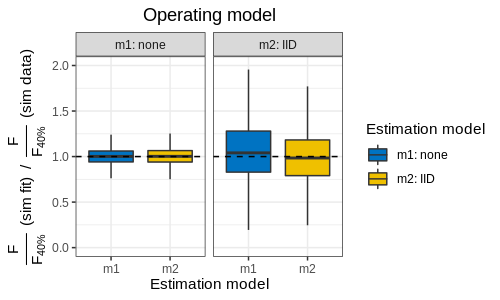 Operating model
m1: none
m2: IID
F/F40% (sim fit) / F/F40% (sim data)
2.0
1.5
1.0
0.5
0.0
m1 m2 m1 m2
Estimation model
Estimation model
m1: none
m2: IID